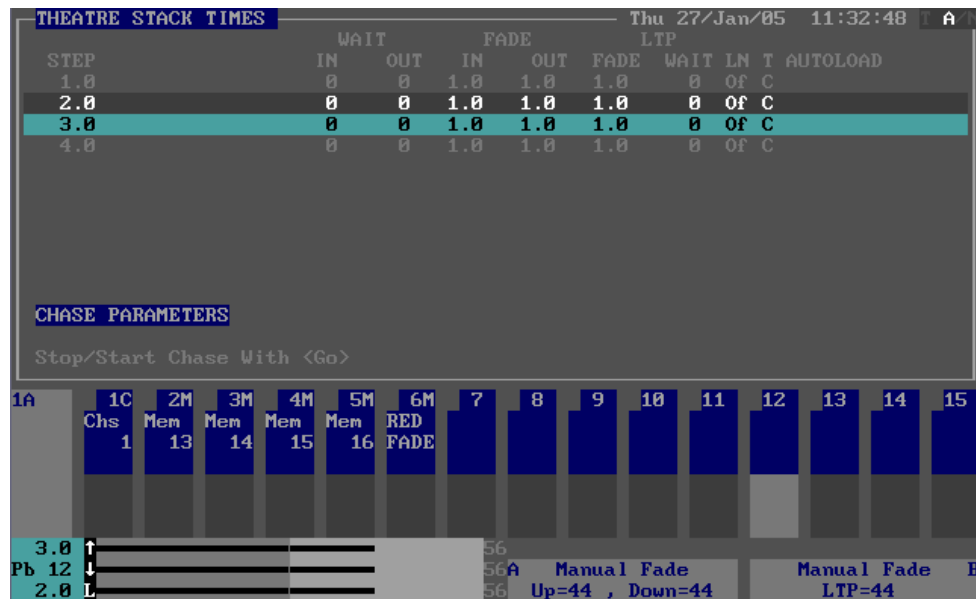 THEATRE STACK TIMES Thu 27/Jan/05 11:32:48 T A/M
WAIT FADE LTP
STEP IN OUT IN OUT FADE WAIT LN T AUTOLOAD
1.0 0 0 1.0 1.0 1.0 0 Of C
2.0 0 0 1.0 1.0 1.0 0 Of C
3.0 0 0 1.0 1.0 1.0 0 Of C
4.0 0 0 1.0 1.0 1.0 0 Of C
CHASE PARAMETERS
Stop/Start Chase With <Go>
1A 1C 2M 3M 4M 5M 6M 7 8 9 10 11 12 13 14 15
Chs Mem Mem Mem Mem RED
1 13 14 15 16 FADE
3.0 ↑ 56
Pb 12 ↓ 56 A Manual Fade Manual Fade
2.0 L 56 Up=44 , Down=44 LTP=44